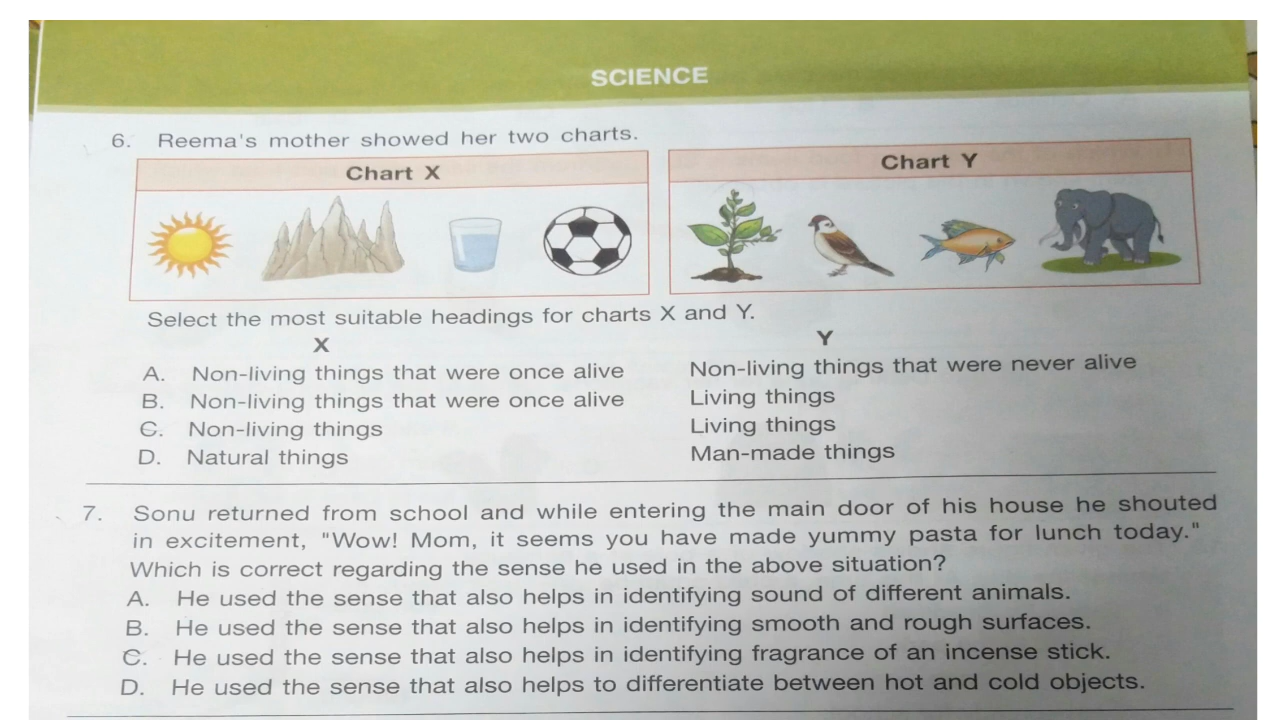 SCIENCE
6. Reema's mother showed her two charts.
Chart X
Chart Y
Select the most suitable headings for charts X and Y.
X Y
A. Non-living things that were once alive Non-living things that were never alive
B. Non-living things that were once alive Living things
C. Non-living things Living things
D. Natural things Man-made things
7. Sonu returned from school and while entering the main door of his house he shouted
in excitement, "Wow! Mom, it seems you have made yummy pasta for lunch today."
Which is correct regarding the sense he used in the above situation?
A. He used the sense that also helps in identifying sound of different animals.
B. He used the sense that also helps in identifying smooth and rough surfaces.
C. He used the sense that also helps in identifying fragrance of an incense stick.
D. He used the sense that also helps to differentiate between hot and cold objects.